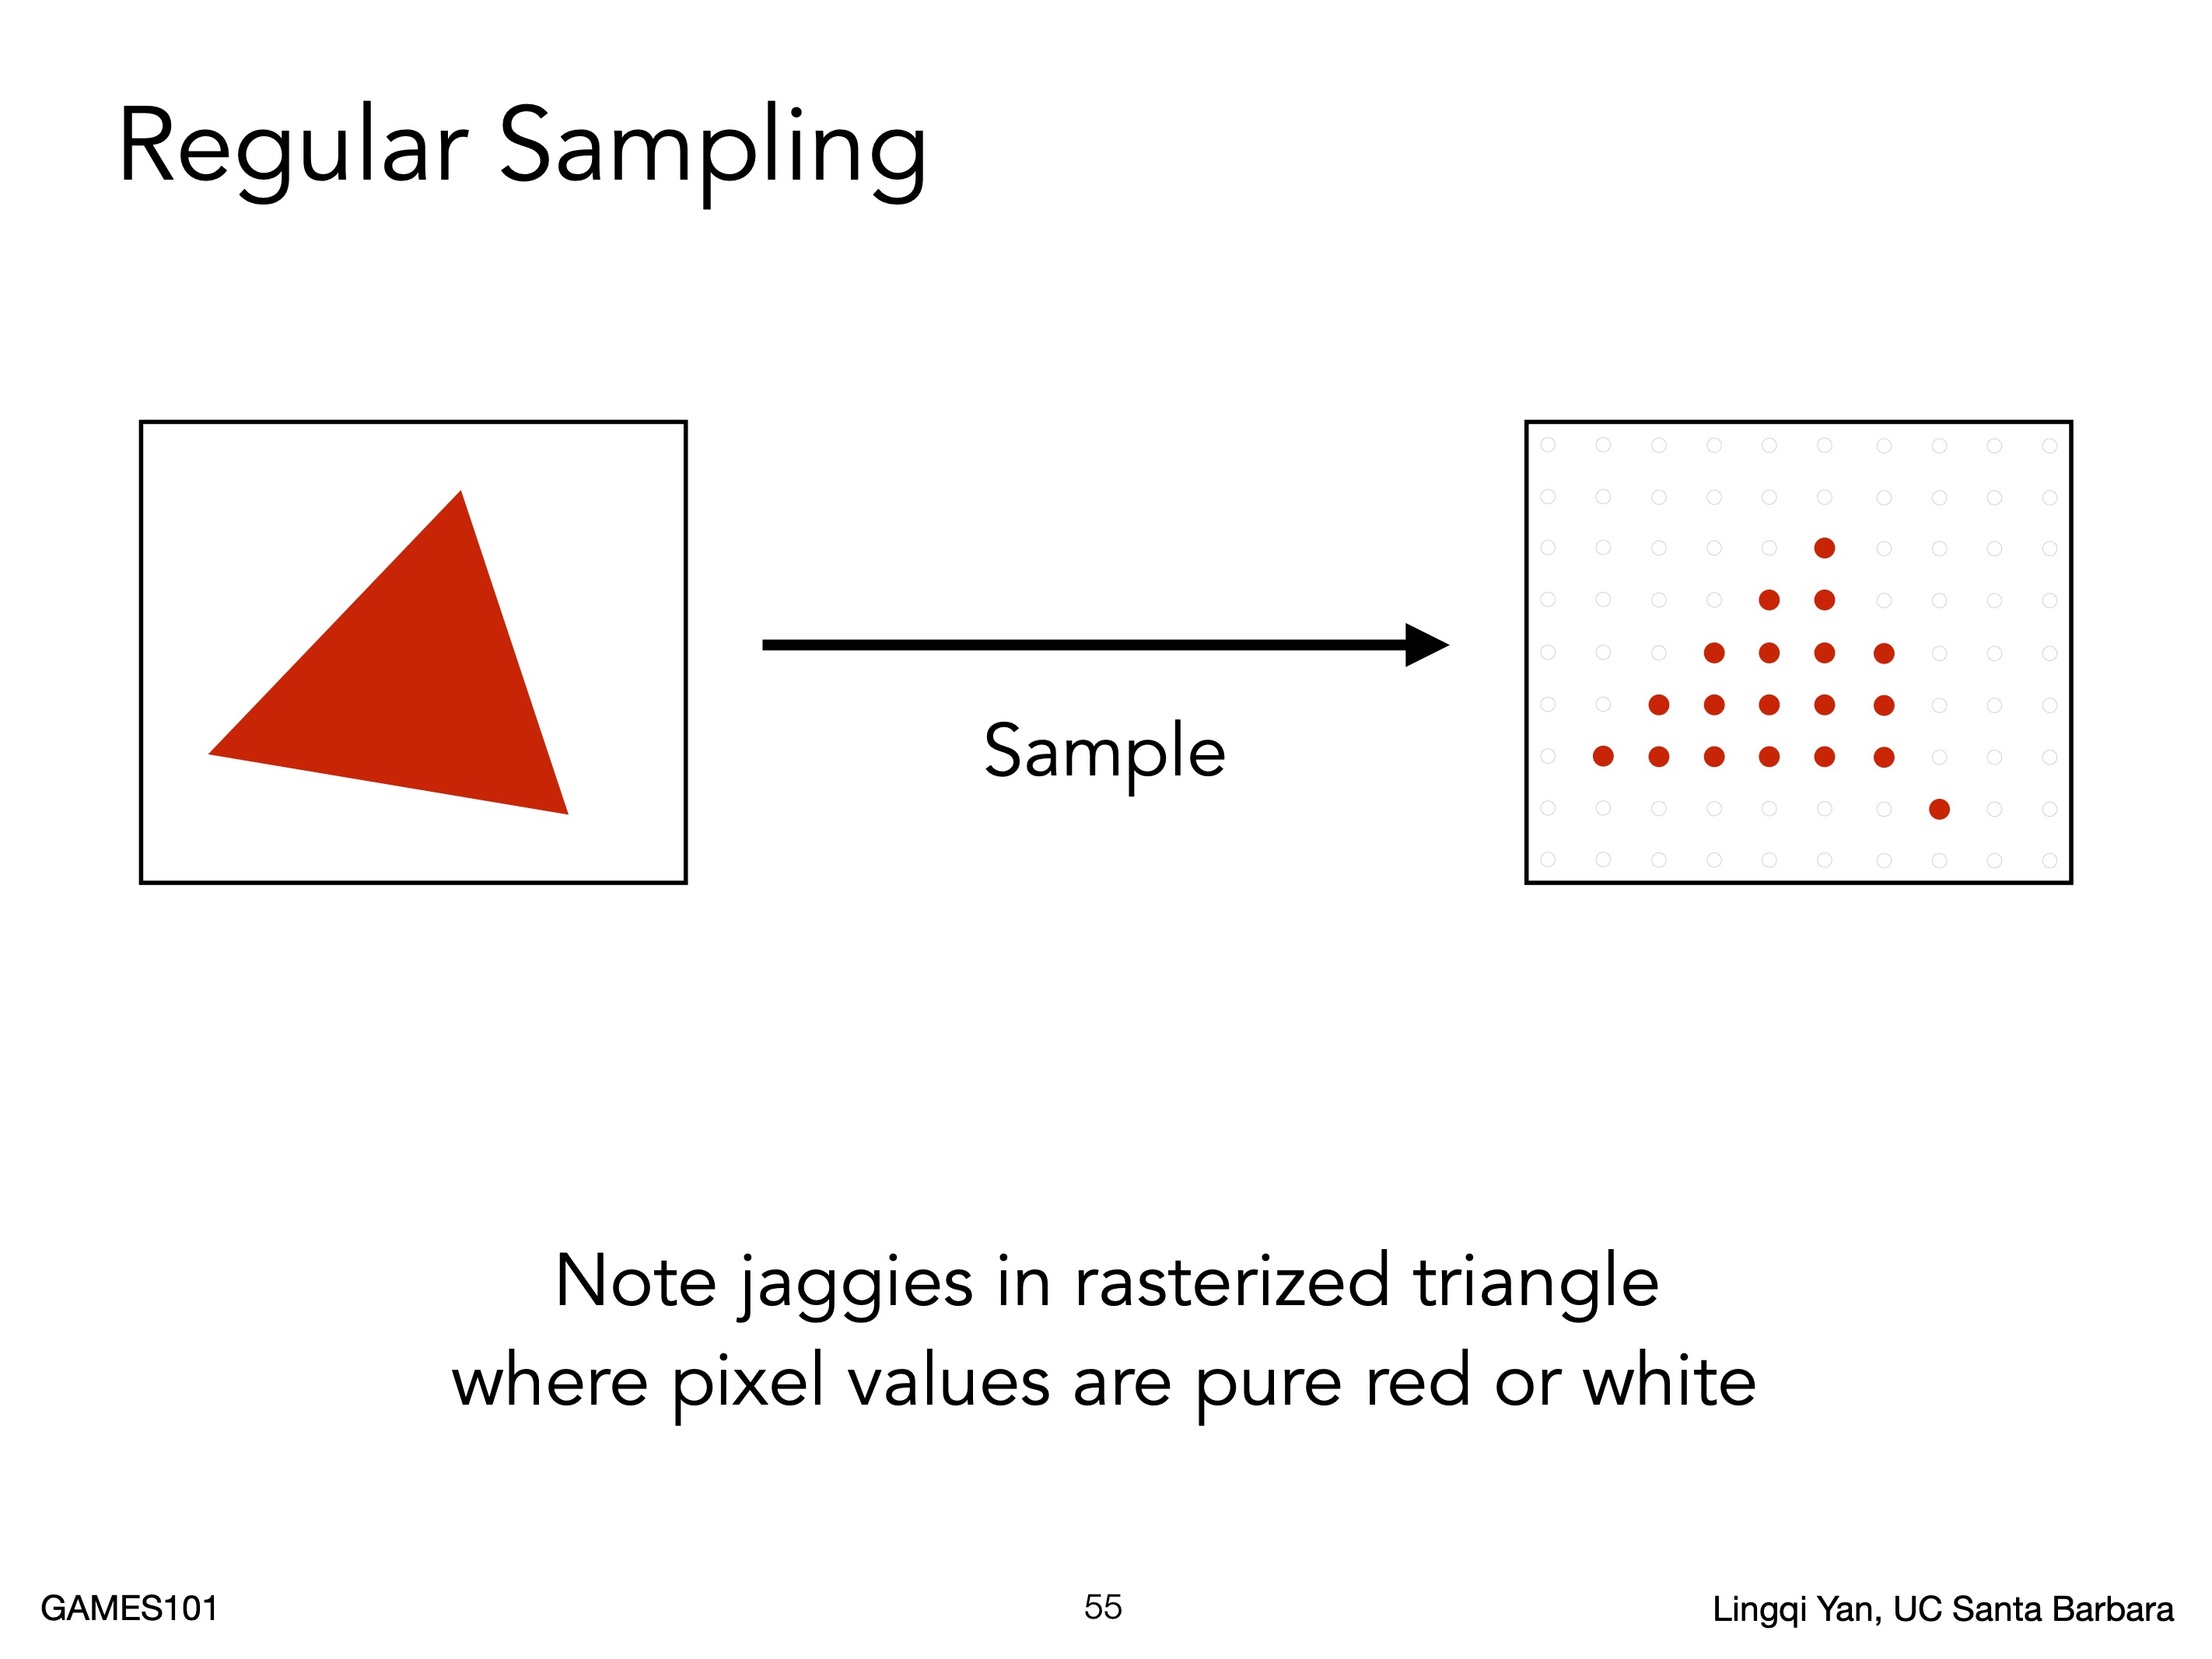 Regular Sampling
Sample
Note jaggies in rasterized triangle
where pixel values are pure red or white
GAMES101
55
Lingqi Yan, UC Santa Barbara